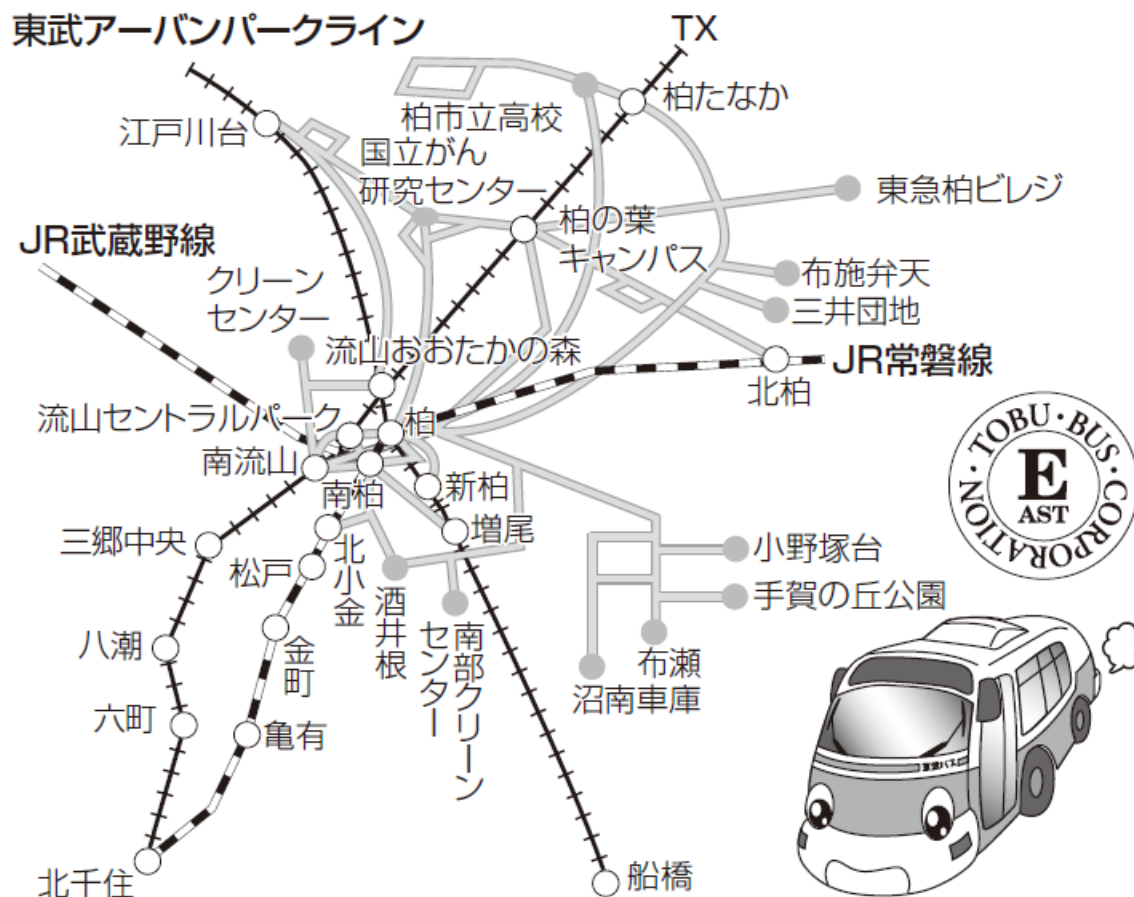 東武アーバンパークライン
TX
江戸川台
柏市立高校
柏たなか
国立がん
研究センター
東急柏ビレジ
柏の葉
キャンパス
JR武蔵野線
クリーン
センター
布施弁天
三井団地
流山おおたかの森
JR常磐線
北柏
流山セントラルパーク
柏
南流山
南柏
新柏
増尾
三郷中央
北小金
松戸
酒井根
南部クリーン
センター
小野塚台
手賀の丘公園
布瀬
沼南車庫
八潮
金町
六町
亀有
北千住
船橋
TOBU・BUS・CORPORATION・
E
AST
東武バス